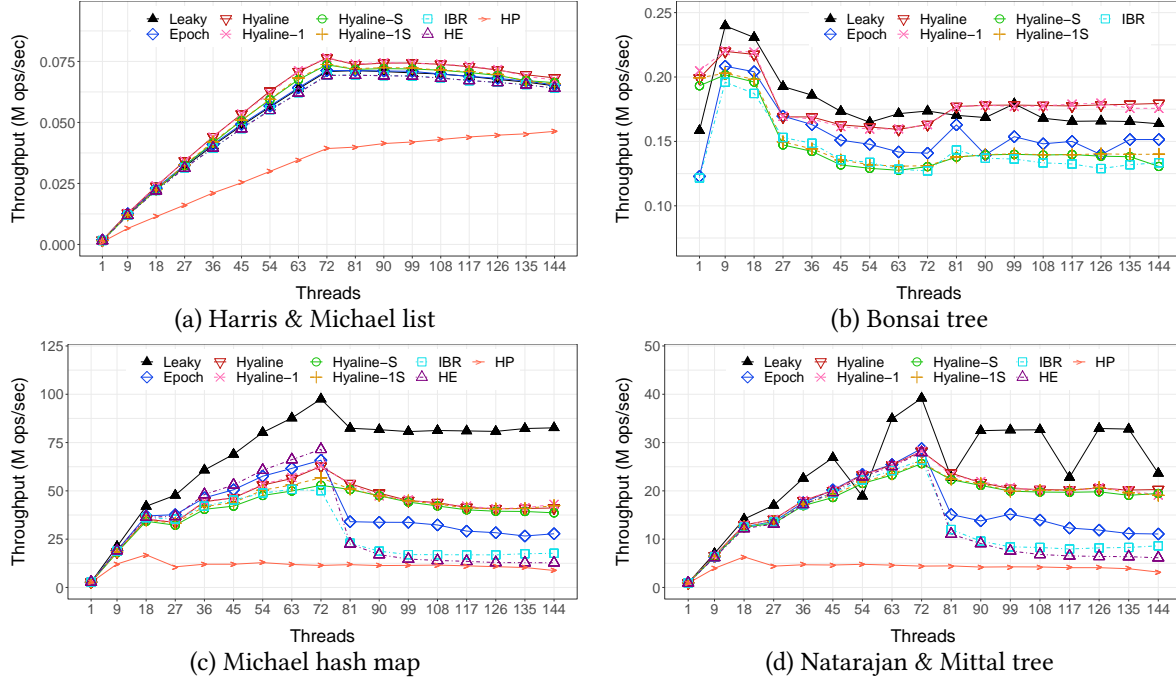 Leaky Hyaline Hyaline-S IBR HP
Epoch Hyaline-1 Hyaline-1S HE
Throughput (M ops/sec)
0.075
0.050
0.025
0.000
1 9 18 27 36 45 54 63 72 81 90 99 108 117 126 135 144
Threads
(a) Harris & Michael list
Leaky Hyaline Hyaline-S IBR
Epoch Hyaline-1 Hyaline-1S
Throughput (M ops/sec)
0.25
0.20
0.15
0.10
1 9 18 27 36 45 54 63 72 81 90 99 108 117 126 135 144
Threads
(b) Bonsai tree
Leaky Hyaline Hyaline-S IBR HP
Epoch Hyaline-1 Hyaline-1S HE
Throughput (M ops/sec)
125
100
75
50
25
0
1 9 18 27 36 45 54 63 72 81 90 99 108 117 126 135 144
Threads
(c) Michael hash map
Leaky Hyaline Hyaline-S IBR HP
Epoch Hyaline-1 Hyaline-1S HE
Throughput (M ops/sec)
50
40
30
20
10
0
1 9 18 27 36 45 54 63 72 81 90 99 108 117 126 135 144
Threads
(d) Natarajan & Mittal tree